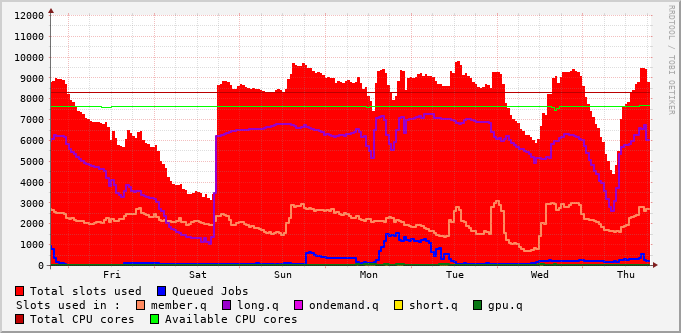 12000
11000
10000
9000
8000
7000
6000
5000
4000
3000
2000
1000
0
Fri Sat Sun Mon Tue Wed Thu
Total slots used Queued Jobs
Slots used in : member.q long.q ondemand.q short.q gpu.q
Total CPU cores Available CPU cores
RRDTOOL / TOBI OETIKER